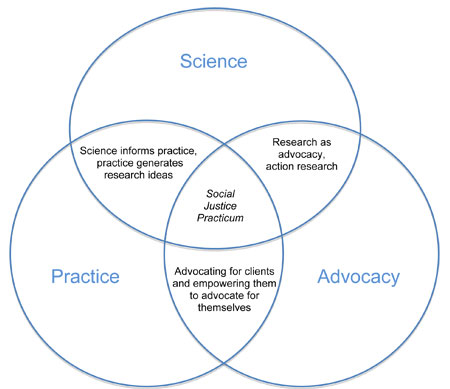 Science
Science informs practice,
practice generates
research ideas
Research as
advocacy,
action research
Social
Justice
Practicum
Practice
Advocating for clients
and empowering them
to advocate for
themselves
Advocacy